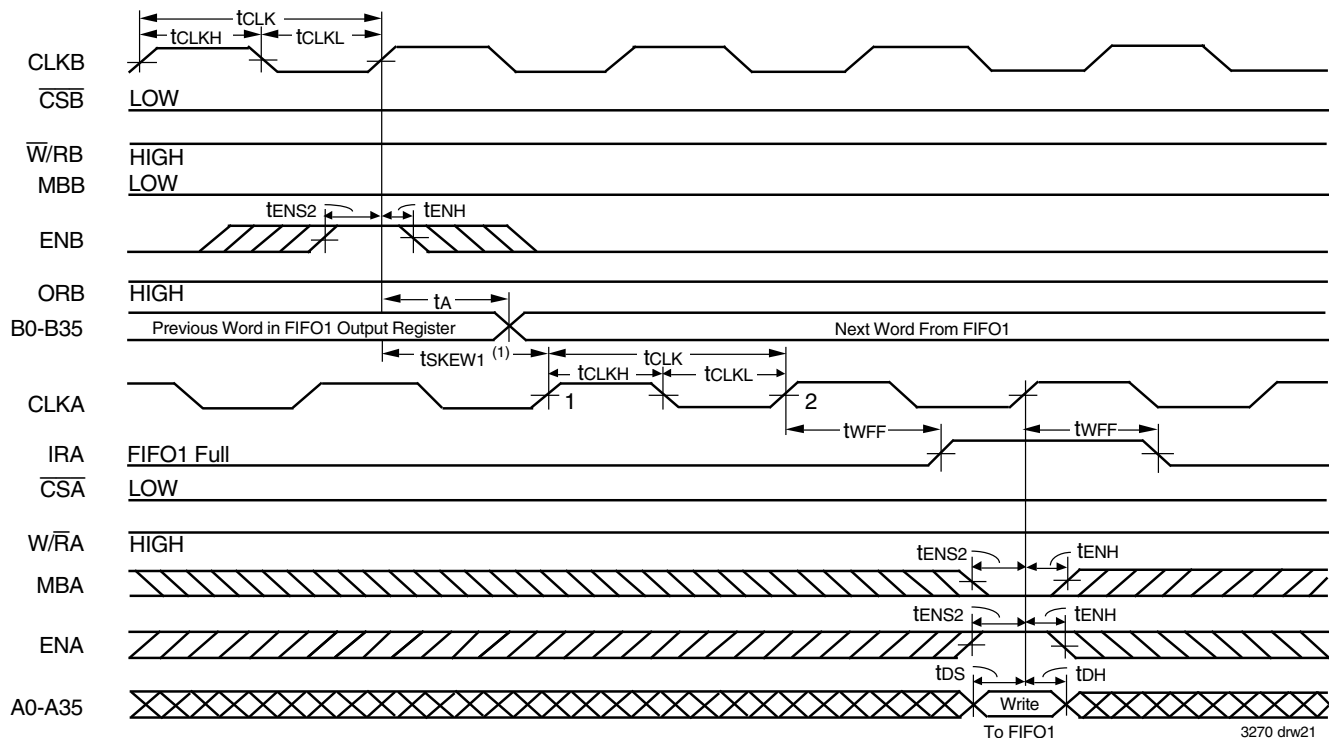 tCLK
tCLKH tCLKL
CLKB
CSB LOW
W/RB HIGH
MBB LOW
tENS2 tENH
ENB
ORB HIGH
tA
B0-B35 Previous Word in FIFO1 Output Register Next Word From FIFO1
tSKEW1 (1) tCLK
tCLKH tCLKL
CLKA 1 2
tWFF tWFF
IRA FIFO1 Full
CSA LOW
W/RA HIGH
tENS2 tENH
MBA
tENS2 tENH
ENA
tDS tDH
A0-A35 Write
To FIFO1 3270 drw21